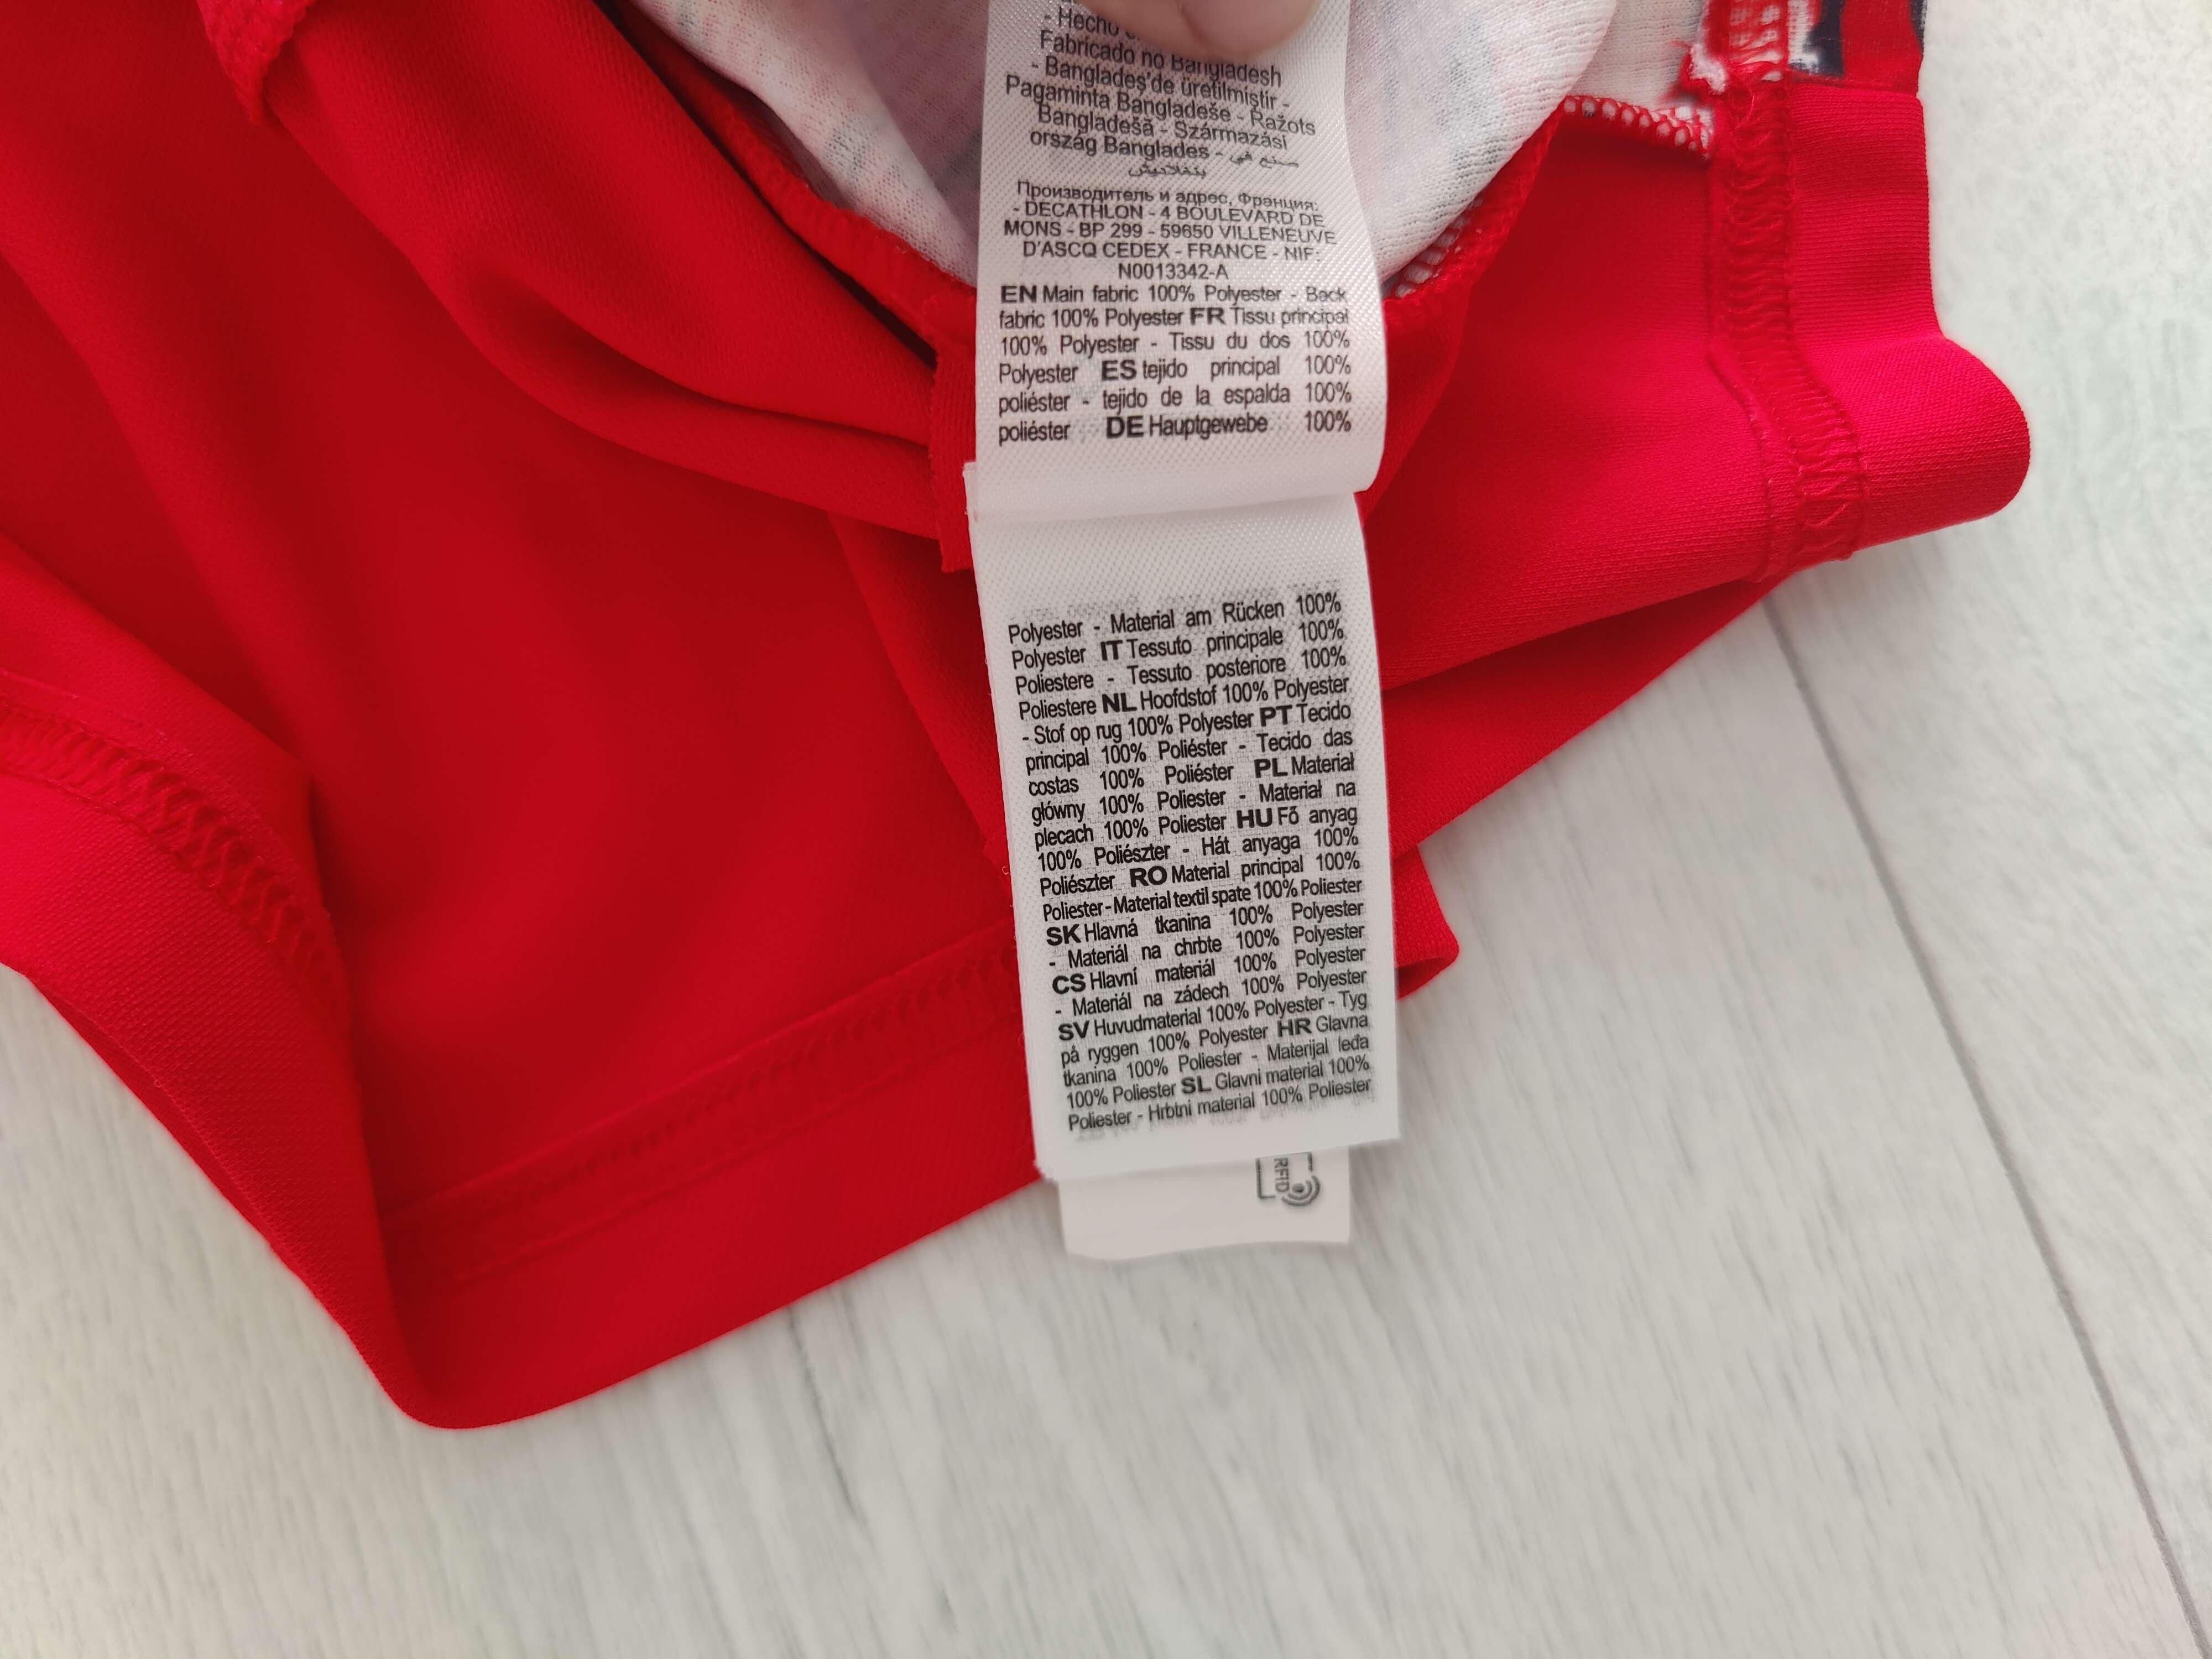 - Hecho
Fabricado no Bangladesh
- Bangladeş'de üretilmiştir -
Pagaminta Bangladeše - Ražots
Bangladešā - Származási
ország Banglades - صنع في
بنغلاديش
Производитель и адрес, Франция:
- DECATHLON - 4 BOULEVARD DE
MONS - BP 299 - 59650 VILLENEUVE
D'ASCQ CEDEX - FRANCE - NIF:
N0013342-A
EN Main fabric 100% Polyester - Back
fabric 100% Polyester FR Tissu principal
100% Polyester - Tissu du dos 100%
Polyester ES tejido principal 100%
poliéster - tejido de la espalda 100%
poliéster DE Hauptgewebe 100%
Polyester - Material am Rücken 100%
Polyester IT Tessuto principale 100%
Poliestere - Tessuto posteriore 100%
Poliestere NL Hoofdstof 100% Polyester
- Stof op rug 100% Polyester PT Tecido
principal 100% Poliéster - Tecido das
costas 100% Poliéster PL Materiał
główny 100% Poliester - Materiał na
plecach 100% Poliester HU Fő anyag
100% Poliészter - Hát anyaga 100%
Poliészter RO Material principal 100%
Poliester - Material textil spate 100% Poliester
SK Hlavná tkanina 100% Polyester
- Materiál na chrbte 100% Polyester
CS Hlavní materiál 100% Polyester
- Materiál na zádech 100% Polyester
SV Huvudmaterial 100% Polyester - Tyg
på ryggen 100% Polyester HR Glavna
tkanina 100% Poliester - Materijal leđa
100% Poliester SL Glavni material 100%
Poliester - Hrbtni material 100% Poliester
RFID